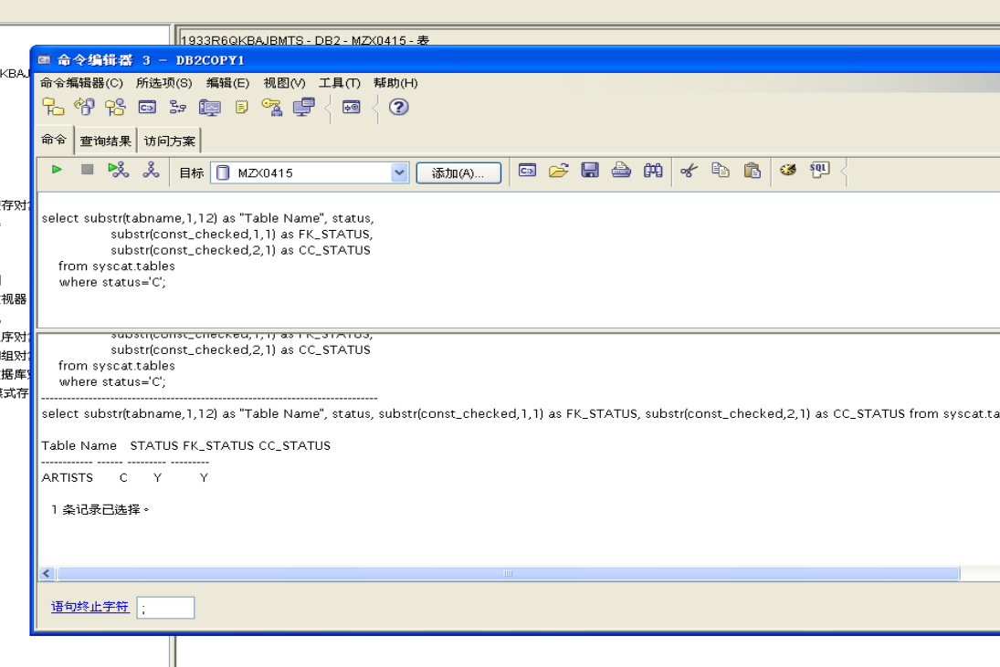 1933R6QKBAJBMTS - DB2 - MZX0415 - 表
命令编辑器 3 - DB2COPY1
KBAJ
命令编辑器(C) 所选项(S) 编辑(E) 视图(V) 工具(T) 帮助(H)
命令 查询结果 访问方案
目标 MZX0415 添加(A)... SQL
存对
select substr(tabname,1,12) as "Table Name", status,
substr(const_checked,1,1) as FK_STATUS,
substr(const_checked,2,1) as CC_STATUS
from syscat.tables
where status='C';
视器
序对
组对
据库
式存
substr(const_checked,1,1) as FK_STATUS,
substr(const_checked,2,1) as CC_STATUS
from syscat.tables
where status='C';
------------------------------------------------------------------------------
select substr(tabname,1,12) as "Table Name", status, substr(const_checked,1,1) as FK_STATUS, substr(const_checked,2,1) as CC_STATUS from syscat.ta
Table Name STATUS FK_STATUS CC_STATUS
------------ ------ --------- ---------
ARTISTS C Y Y
1 条记录已选择。
语句终止字符 ;